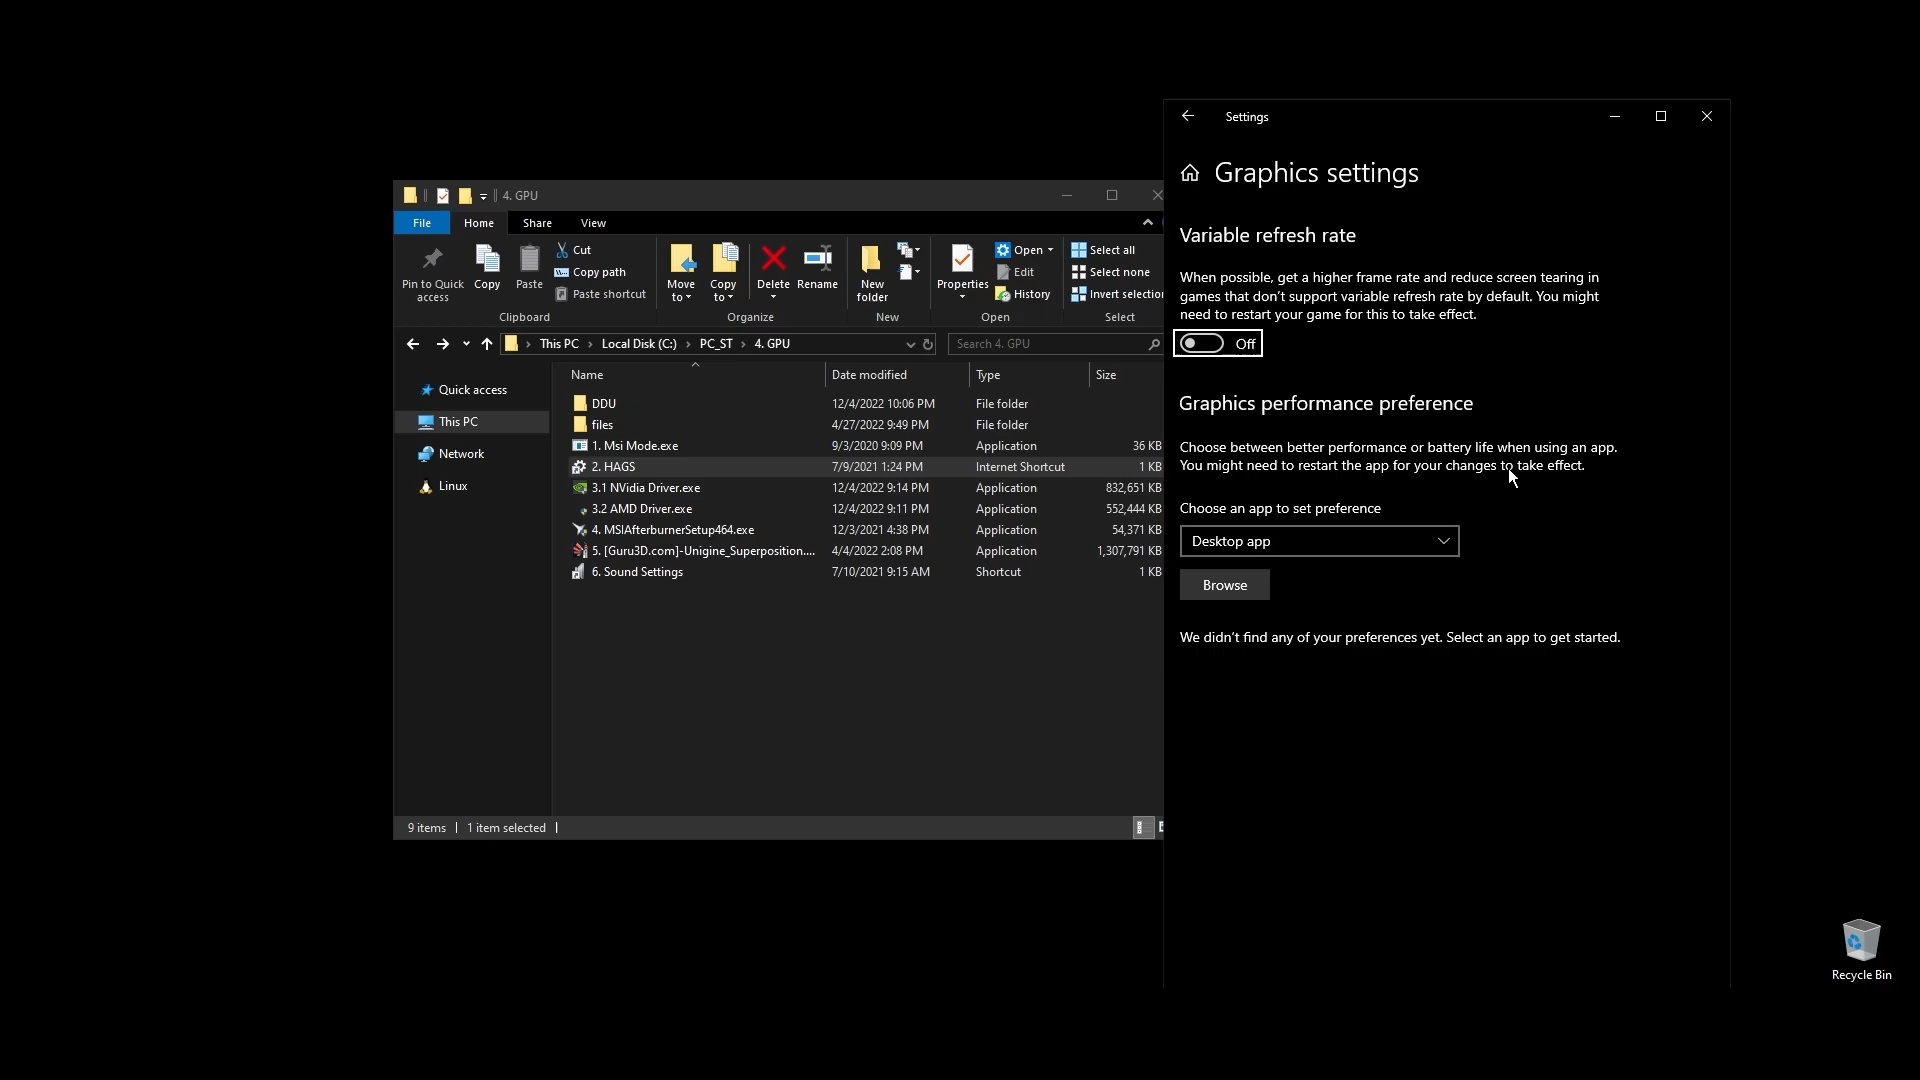 4. GPU
File
Home
Share
View
Pin to Quick
access
Copy
Paste
Cut
Copy path
Paste shortcut
Clipboard
Move
to
Copy
to
Delete
Rename
Organize
New
folder
New
Properties
Open
Edit
History
Open
Select all
Select none
Invert selection
Select
This PC
Local Disk (C:)
PC_ST
4. GPU
Search 4. GPU
Quick access
This PC
Network
Linux
Name Date modified Type Size
DDU 12/4/2022 10:06 PM File folder
files 4/27/2022 9:49 PM File folder
1. Msi Mode.exe 9/3/2020 9:09 PM Application 36 KB
2. HAGS 7/9/2021 1:24 PM Internet Shortcut 1 KB
3.1 NVidia Driver.exe 12/4/2022 9:14 PM Application 832,651 KB
3.2 AMD Driver.exe 12/4/2022 9:11 PM Application 552,444 KB
4. MSIAfterburnerSetup464.exe 12/3/2021 4:38 PM Application 54,371 KB
5. [Guru3D.com]-Unigine_Superposition.... 4/4/2022 2:08 PM Application 1,307,791 KB
6. Sound Settings 7/10/2021 9:15 AM Shortcut 1 KB
9 items
1 item selected
Settings
Graphics settings
Variable refresh rate
When possible, get a higher frame rate and reduce screen tearing in
games that don't support variable refresh rate by default. You might
need to restart your game for this to take effect.
Off
Graphics performance preference
Choose between better performance or battery life when using an app.
You might need to restart the app for your changes to take effect.
Choose an app to set preference
Desktop app
Browse
We didn't find any of your preferences yet. Select an app to get started.
Recycle Bin